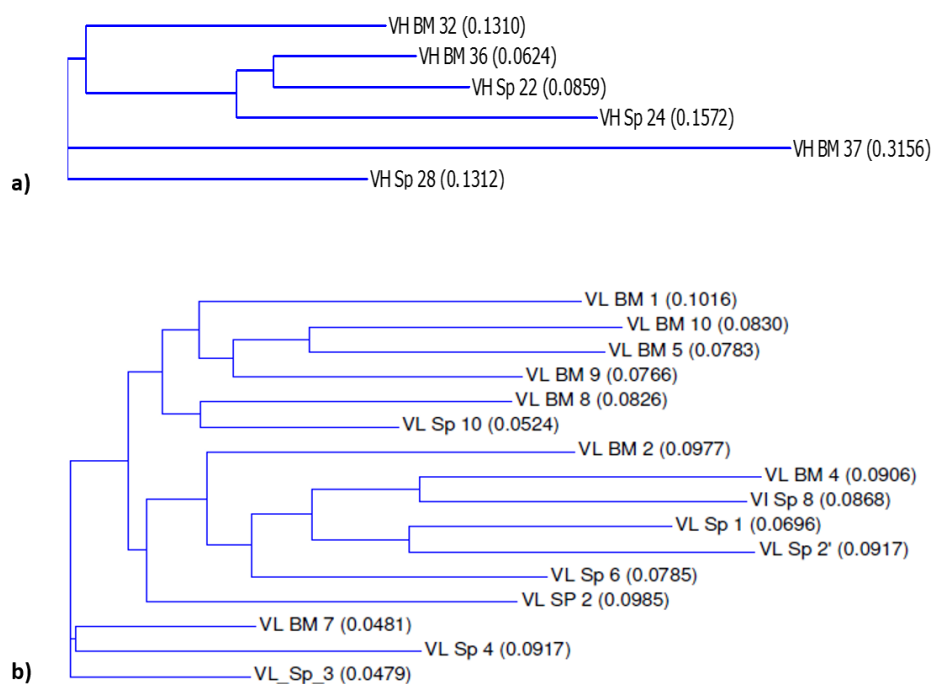 VH BM 32 (0.1310)
VH BM 36 (0.0624)
VH Sp 22 (0.0859)
VH Sp 24 (0.1572)
VH BM 37 (0.3156)
a)
VH Sp 28 (0.1312)
VL BM 1 (0.1016)
VL BM 10 (0.0830)
VL BM 5 (0.0783)
VL BM 9 (0.0766)
VL BM 8 (0.0826)
VL Sp 10 (0.0524)
VL BM 2 (0.0977)
VL BM 4 (0.0906)
VI Sp 8 (0.0868)
VL Sp 1 (0.0696)
VL Sp 2' (0.0917)
VL Sp 6 (0.0785)
VL SP 2 (0.0985)
VL BM 7 (0.0481)
VL Sp 4 (0.0917)
b)
VL_Sp_3 (0.0479)